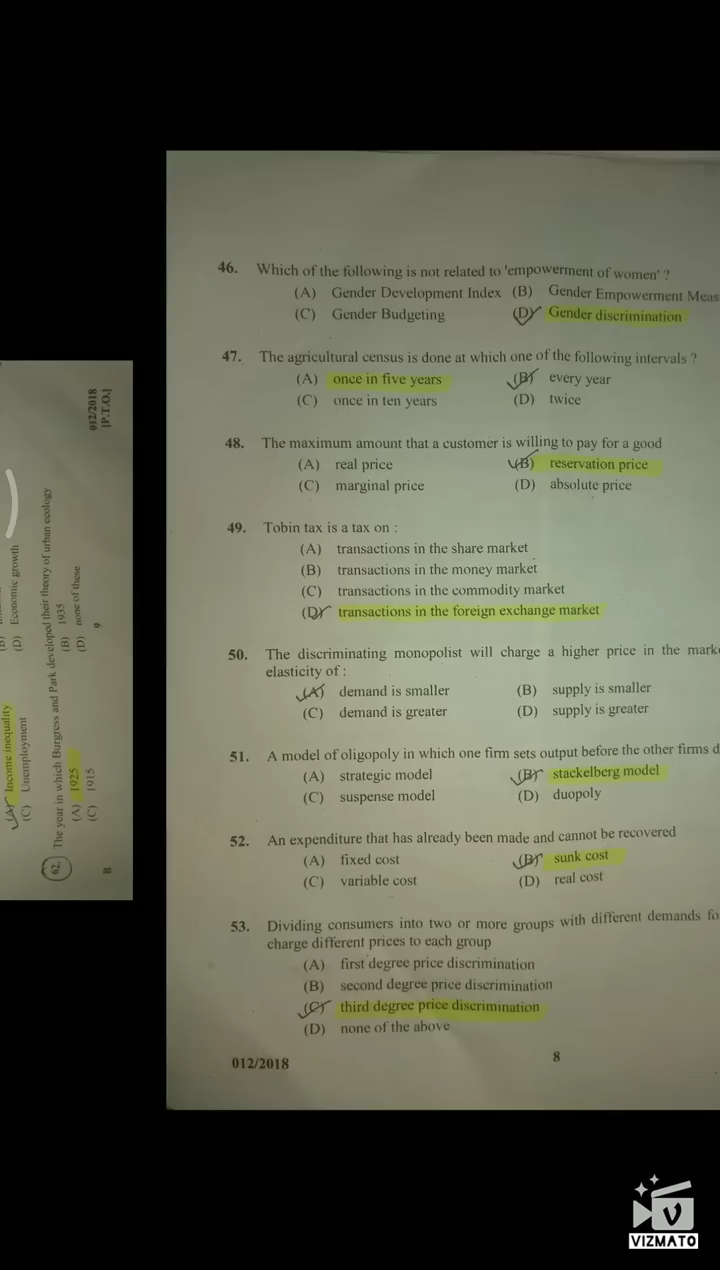 46. Which of the following is not related to 'empowerment of women' ?
(A) Gender Development Index (B) Gender Empowerment Meas
(C) Gender Budgeting (D) Gender discrimination
47. The agricultural census is done at which one of the following intervals ?
(A) once in five years (B) every year
(C) once in ten years (D) twice
48. The maximum amount that a customer is willing to pay for a good
(A) real price (B) reservation price
(C) marginal price (D) absolute price
49. Tobin tax is a tax on :
(A) transactions in the share market
(B) transactions in the money market
(C) transactions in the commodity market
(D) transactions in the foreign exchange market
50. The discriminating monopolist will charge a higher price in the mark
elasticity of :
(A) demand is smaller (B) supply is smaller
(C) demand is greater (D) supply is greater
51. A model of oligopoly in which one firm sets output before the other firms d
(A) strategic model (B) stackelberg model
(C) suspense model (D) duopoly
52. An expenditure that has already been made and cannot be recovered
(A) fixed cost (B) sunk cost
(C) variable cost (D) real cost
53. Dividing consumers into two or more groups with different demands fo
charge different prices to each group
(A) first degree price discrimination
(B) second degree price discrimination
(C) third degree price discrimination
(D) none of the above
012/2018 8
(A) Income inequality (B)
(C) Unemployment (D) Economic growth
62. The year in which Burgress and Park developed their theory of urban ecology
(A) 1925 (B) 1935
(C) 1915 (D) none of these
B 9 012/2018
[P.T.O.]
VIZMATO